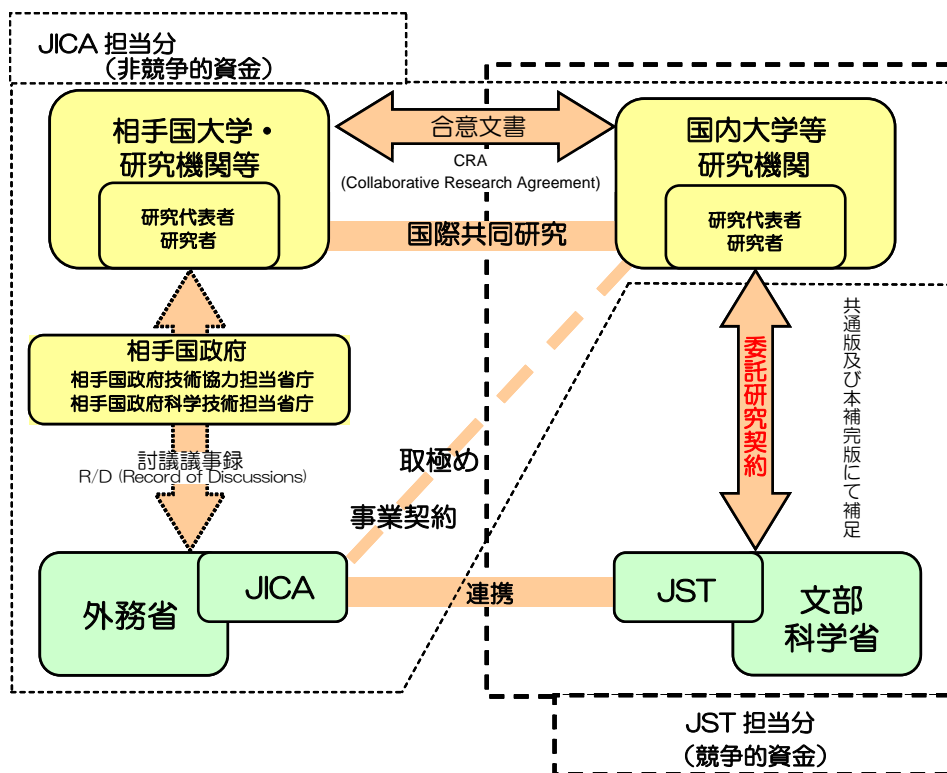 JICA 担当分
（非競争的資金）
相手国大学・
研究機関等
研究代表者
研究者
合意文書
CRA
(Collaborative Research Agreement)
国内大学等
研究機関
研究代表者
研究者
国際共同研究
相手国政府
相手国政府技術協力担当省庁
相手国政府科学技術担当省庁
討議議事録
R/D (Record of Discussions)
取極め
事業契約
委託研究契約
共通版及び本補完版にて補足
外務省
JICA
連携
JST
文部
科学省
JST 担当分
（競争的資金）